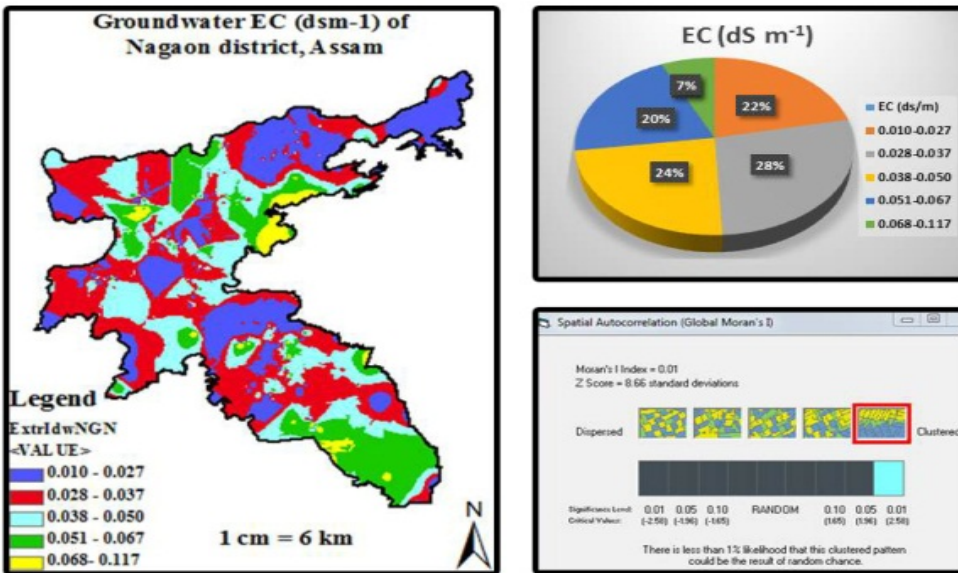 Groundwater EC (dsm-1) of
Nagaon district, Assam
Legend
ExtrIdwNGN
<VALUE>
0.010 - 0.027
0.028 - 0.037
0.038 - 0.050
0.051 - 0.067
0.068- 0.117
1 cm = 6 km
N
EC (dS m-1)
7%
22%
20%
24%
28%
EC (ds/m)
0.010-0.027
0.028-0.037
0.038-0.050
0.051-0.067
0.068-0.117
Spatial Autocorrelation (Global Moran's I)
Moran's I Index = 0.01
Z Score = 8.66 standard deviations
Dispersed
Clustered
Significance Level: 0.01 0.05 0.10 RANDOM 0.10 0.05 0.01
Critical Values: (-2.58) (-1.96) (-1.65) (1.65) (1.96) (2.58)
There is less than 1% likelihood that this clustered pattern
could be the result of random chance.